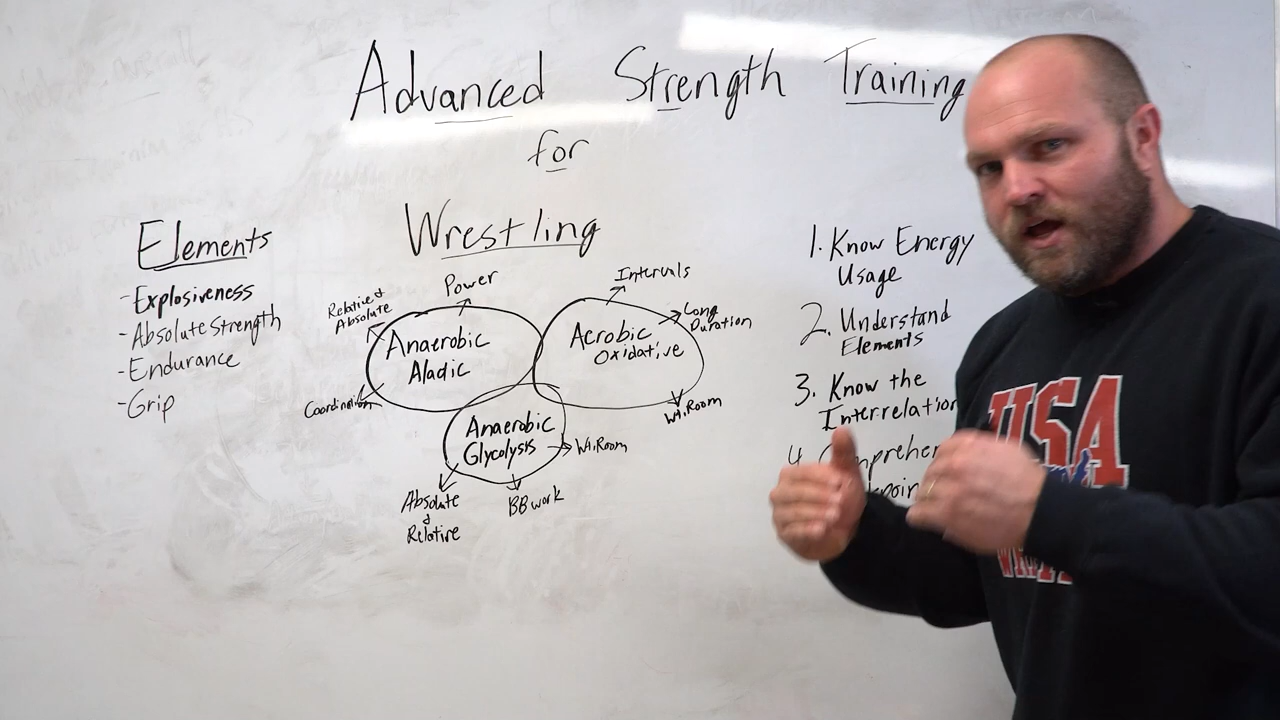 Advanced Strength Training
for
Wrestling
Elements
- Explosiveness
- Absolute Strength
- Endurance
- Grip
Power
Relative &
Absolute
Anaerobic
Aladic
Coordination
Intervals
Long
Duration
Aerobic
Oxidative
W.Room
Anaerobic
Glycolysis
W.Room
Absolute
&
Relative
BB work
1. Know Energy
Usage
2. Understand
Elements
3. Know the
Interrelation
4.
USA